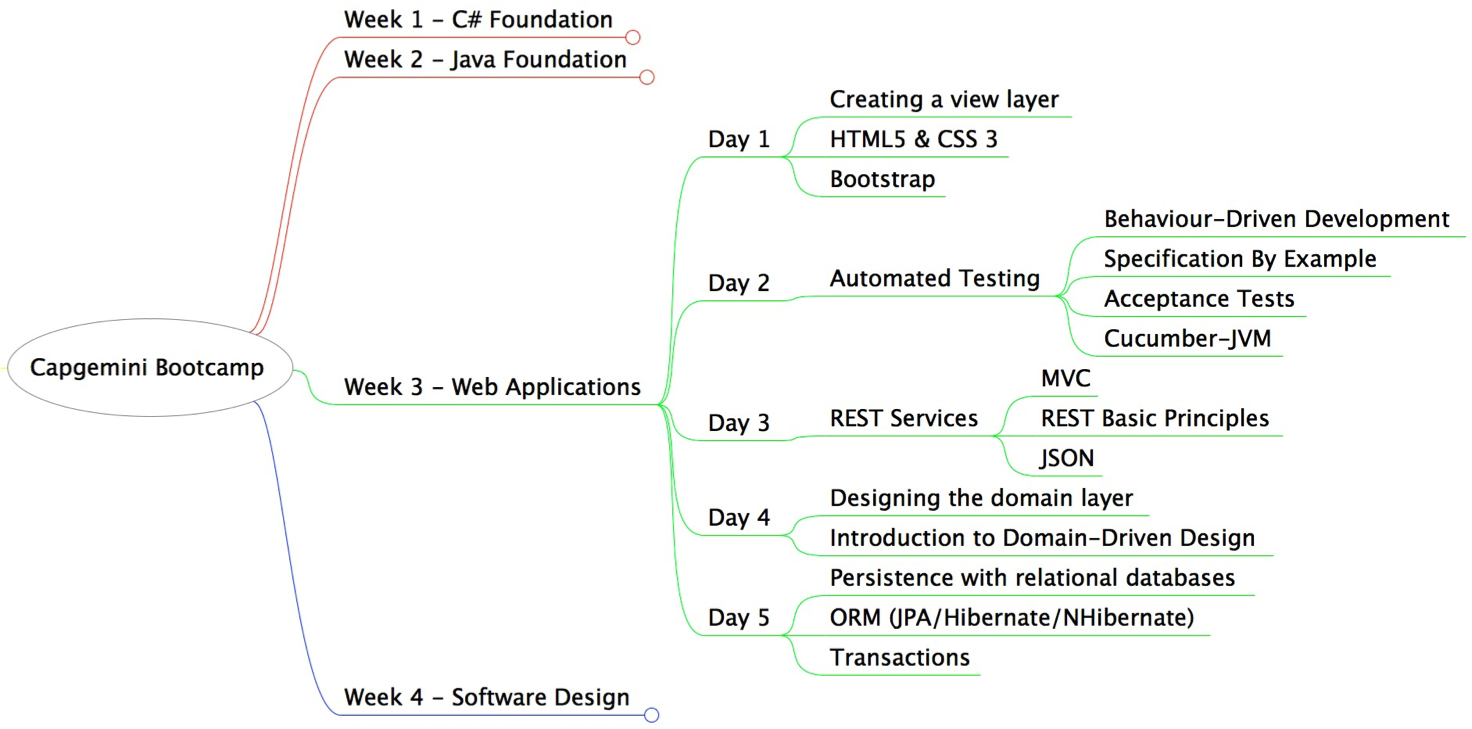 Capgemini Bootcamp
Week 1 – C# Foundation
Week 2 – Java Foundation
Week 3 – Web Applications
Day 1
Creating a view layer
HTML5 & CSS 3
Bootstrap
Day 2
Automated Testing
Behaviour–Driven Development
Specification By Example
Acceptance Tests
Cucumber–JVM
Day 3
REST Services
MVC
REST Basic Principles
JSON
Day 4
Designing the domain layer
Introduction to Domain–Driven Design
Day 5
Persistence with relational databases
ORM (JPA/Hibernate/NHibernate)
Transactions
Week 4 – Software Design